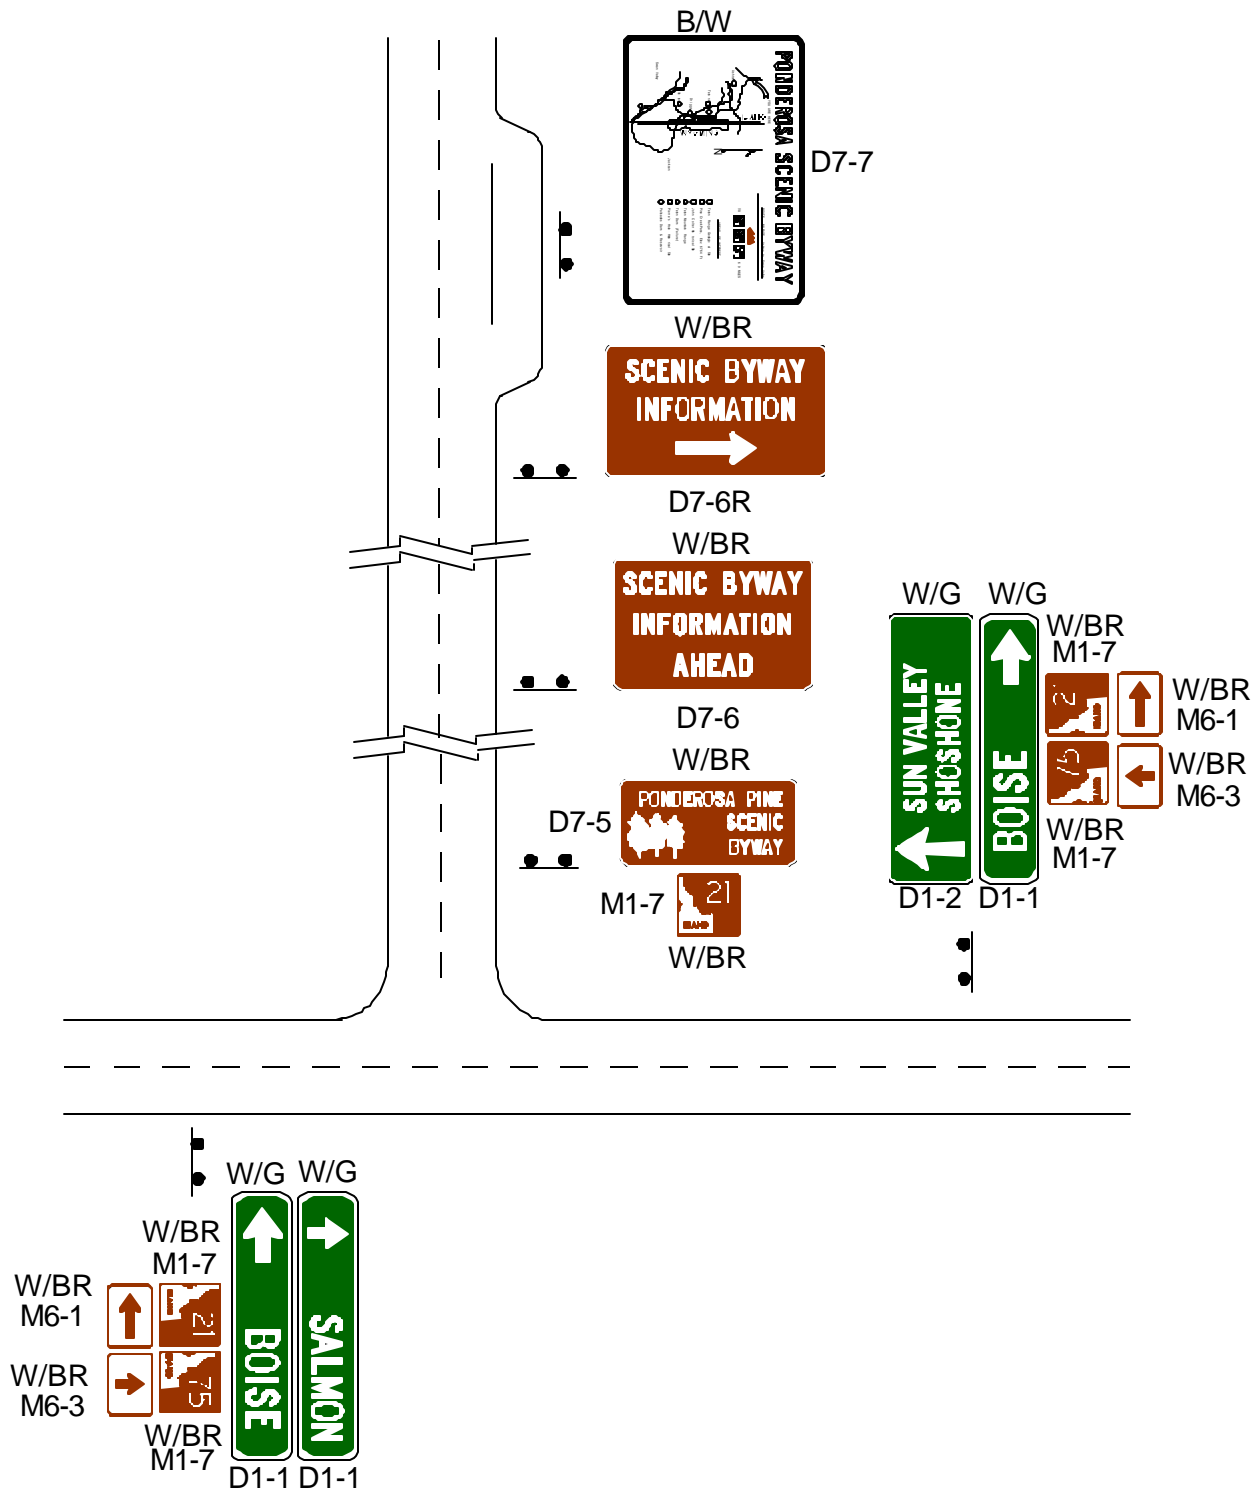 B/W
PONDEROSA SCENIC BYWAY
N
D7-7
W/BR
SCENIC BYWAY
INFORMATION
D7-6R
W/BR
SCENIC BYWAY
INFORMATION
AHEAD
D7-6
W/BR
D7-5
PONDEROSA PINE
SCENIC
BYWAY
M1-7
21
IDAHO
W/BR
W/G
W/G
SUN VALLEY
SHOSHONE
BOISE
W/BR
M1-7
21
W/BR
M6-1
75
W/BR
M6-3
W/BR
M1-7
D1-2
D1-1
W/G
W/G
BOISE
SALMON
W/BR
M1-7
W/BR
M6-1
21
W/BR
M6-3
75
W/BR
M1-7
D1-1
D1-1